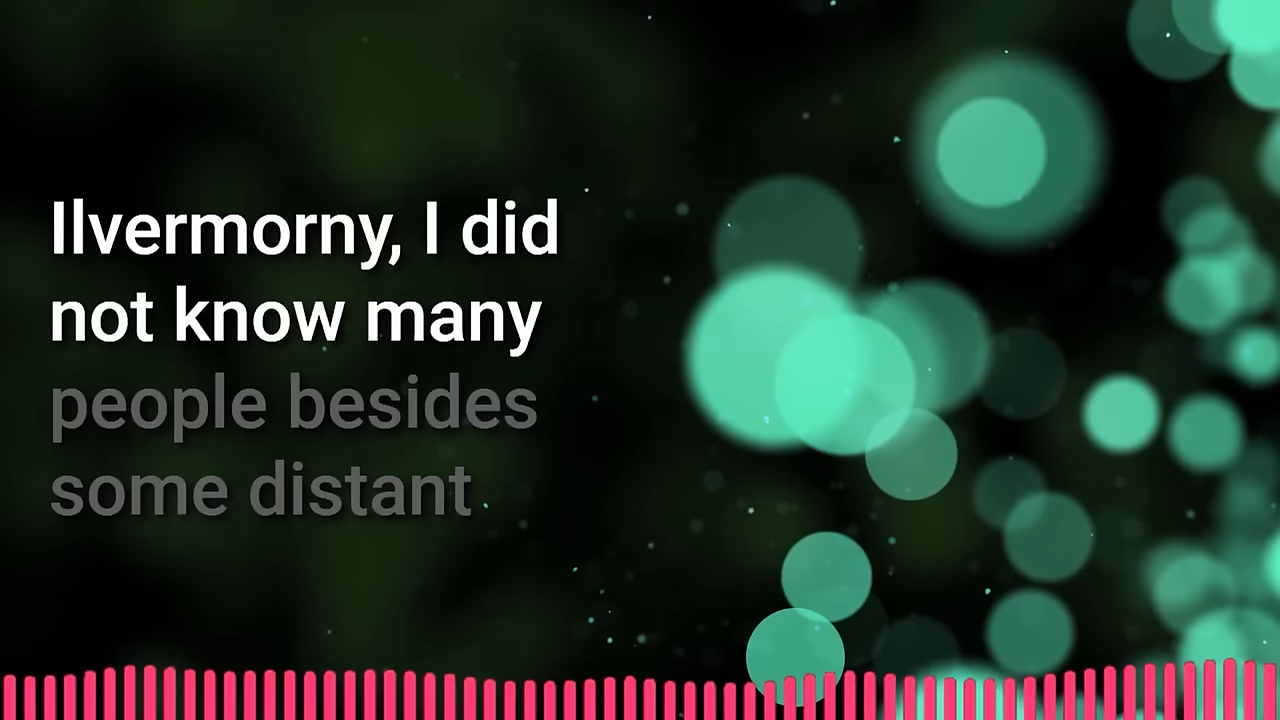 Ilvermorny, I did
not know many
people besides
some distant